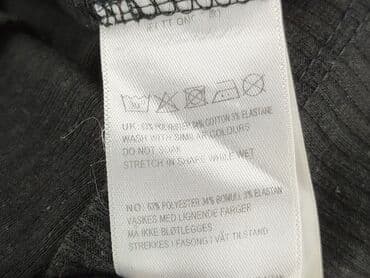 UK: 63% POLYESTER 34% COTTON 3% ELASTANE
WASH WITH SIMILAR COLOURS
DO NOT SOAK
STRETCH IN SHAPE WHILE WET
NO: 63% POLYESTER 34% BOMULL 3% ELASTAN
VASKES MED LIGNENDE FARGER
MÅ IKKE BLØTLEGGES
STREKKES I FASONG I VÅT TILSTAND